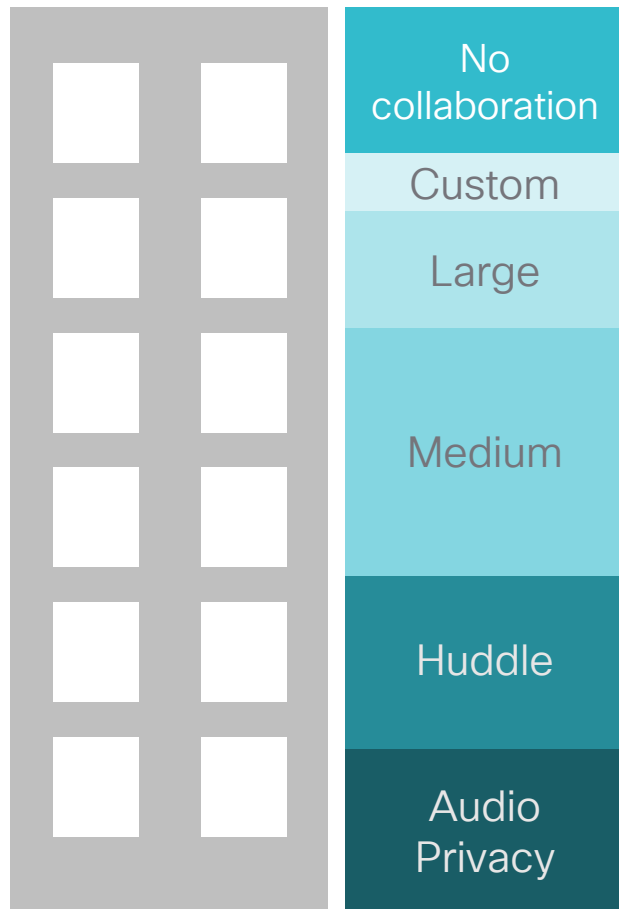 No
collaboration
Custom
Large
Medium
Huddle
Audio
Privacy